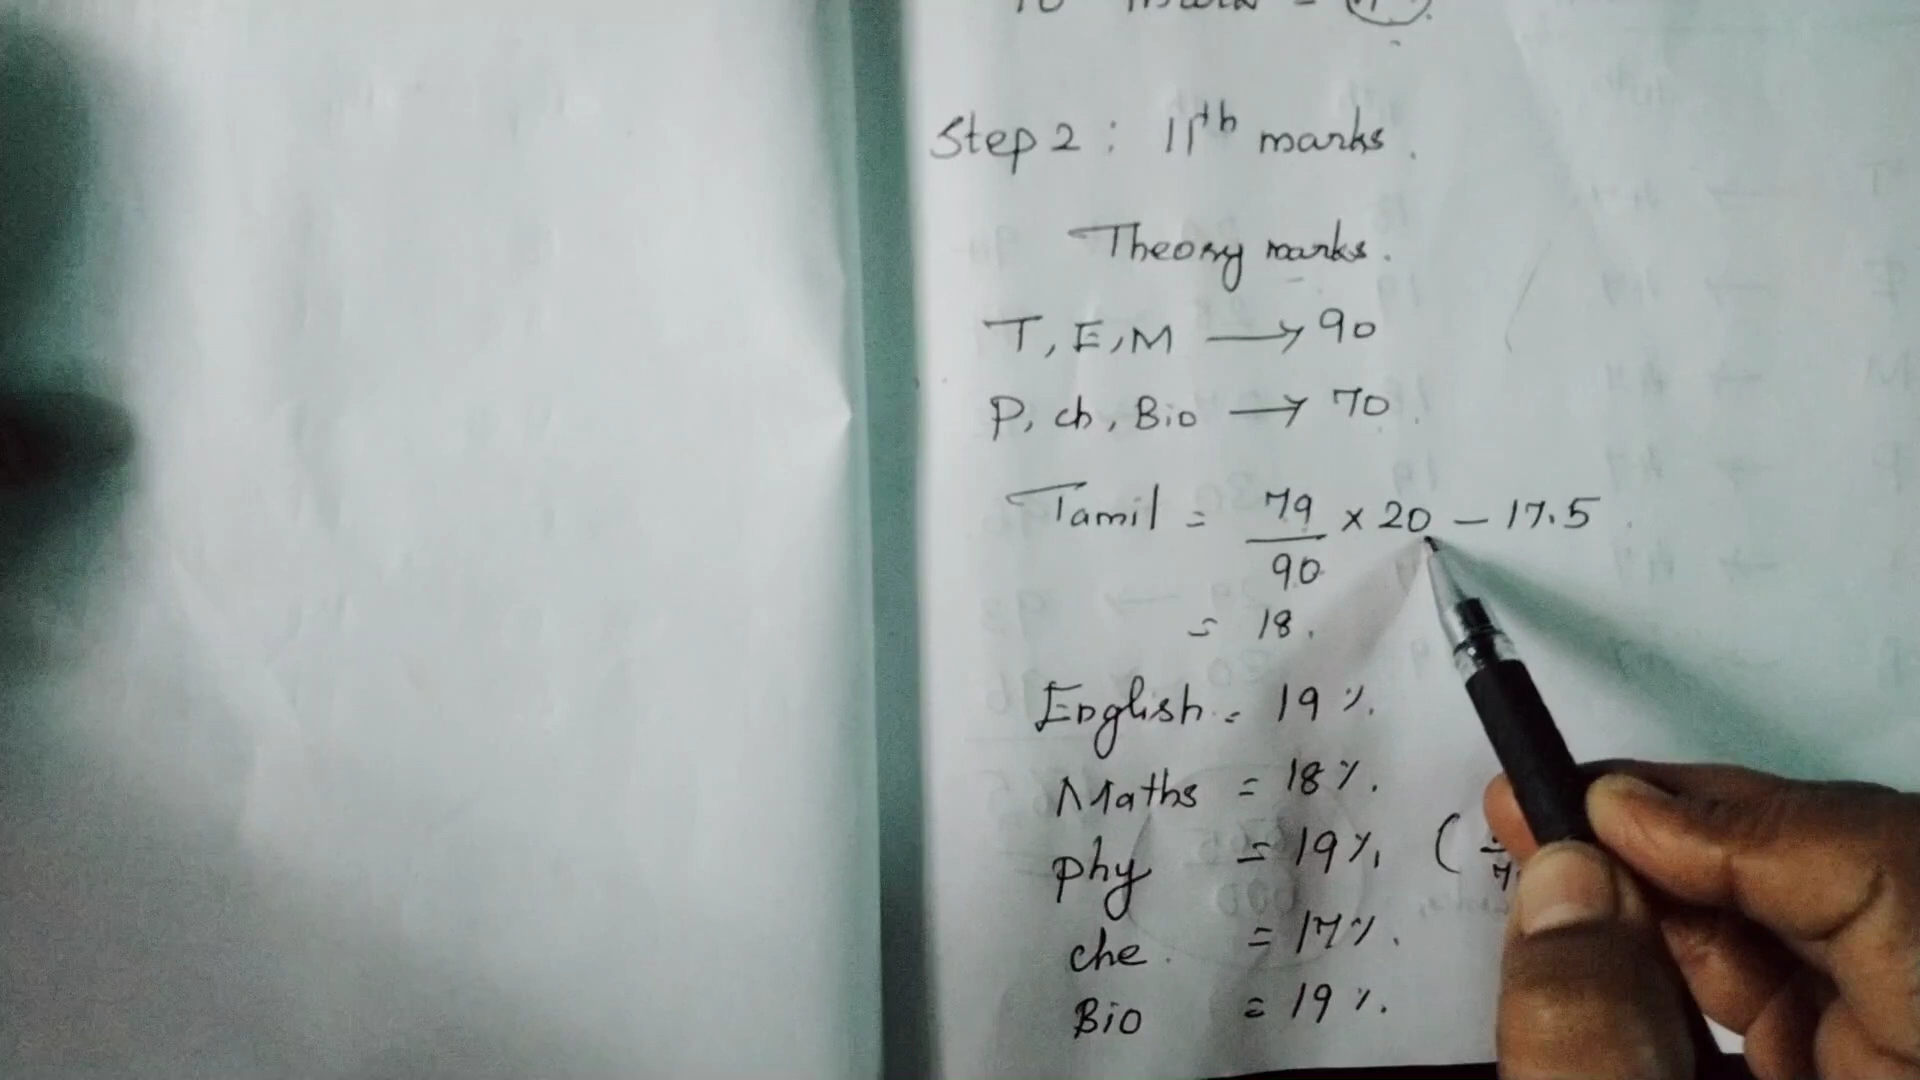 Step 2 : 11th marks.
Theory marks.
T, E, M → 90
P, ch, Bio → 70
Tamil = 79/90 × 20 – 17.5
= 18.
English = 19 %.
Maths = 18 %.
phy = 19 %, (
che = 17 %.
Bio = 19 %.